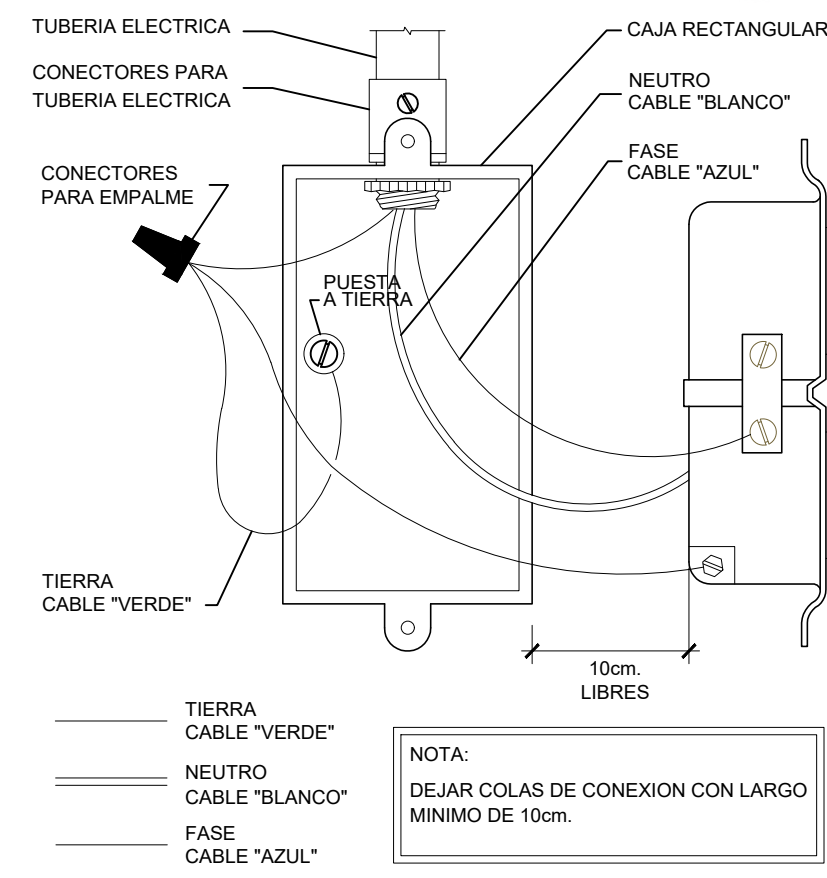 TUBERIA ELECTRICA
CONECTORES PARA
TUBERIA ELECTRICA
CAJA RECTANGULAR
NEUTRO
CABLE "BLANCO"
FASE
CABLE "AZUL"
CONECTORES
PARA EMPALME
PUESTA
A TIERRA
TIERRA
CABLE "VERDE"
10cm.
LIBRES
TIERRA
CABLE "VERDE"
NEUTRO
CABLE "BLANCO"
FASE
CABLE "AZUL"
NOTA:
DEJAR COLAS DE CONEXION CON LARGO
MINIMO DE 10cm.